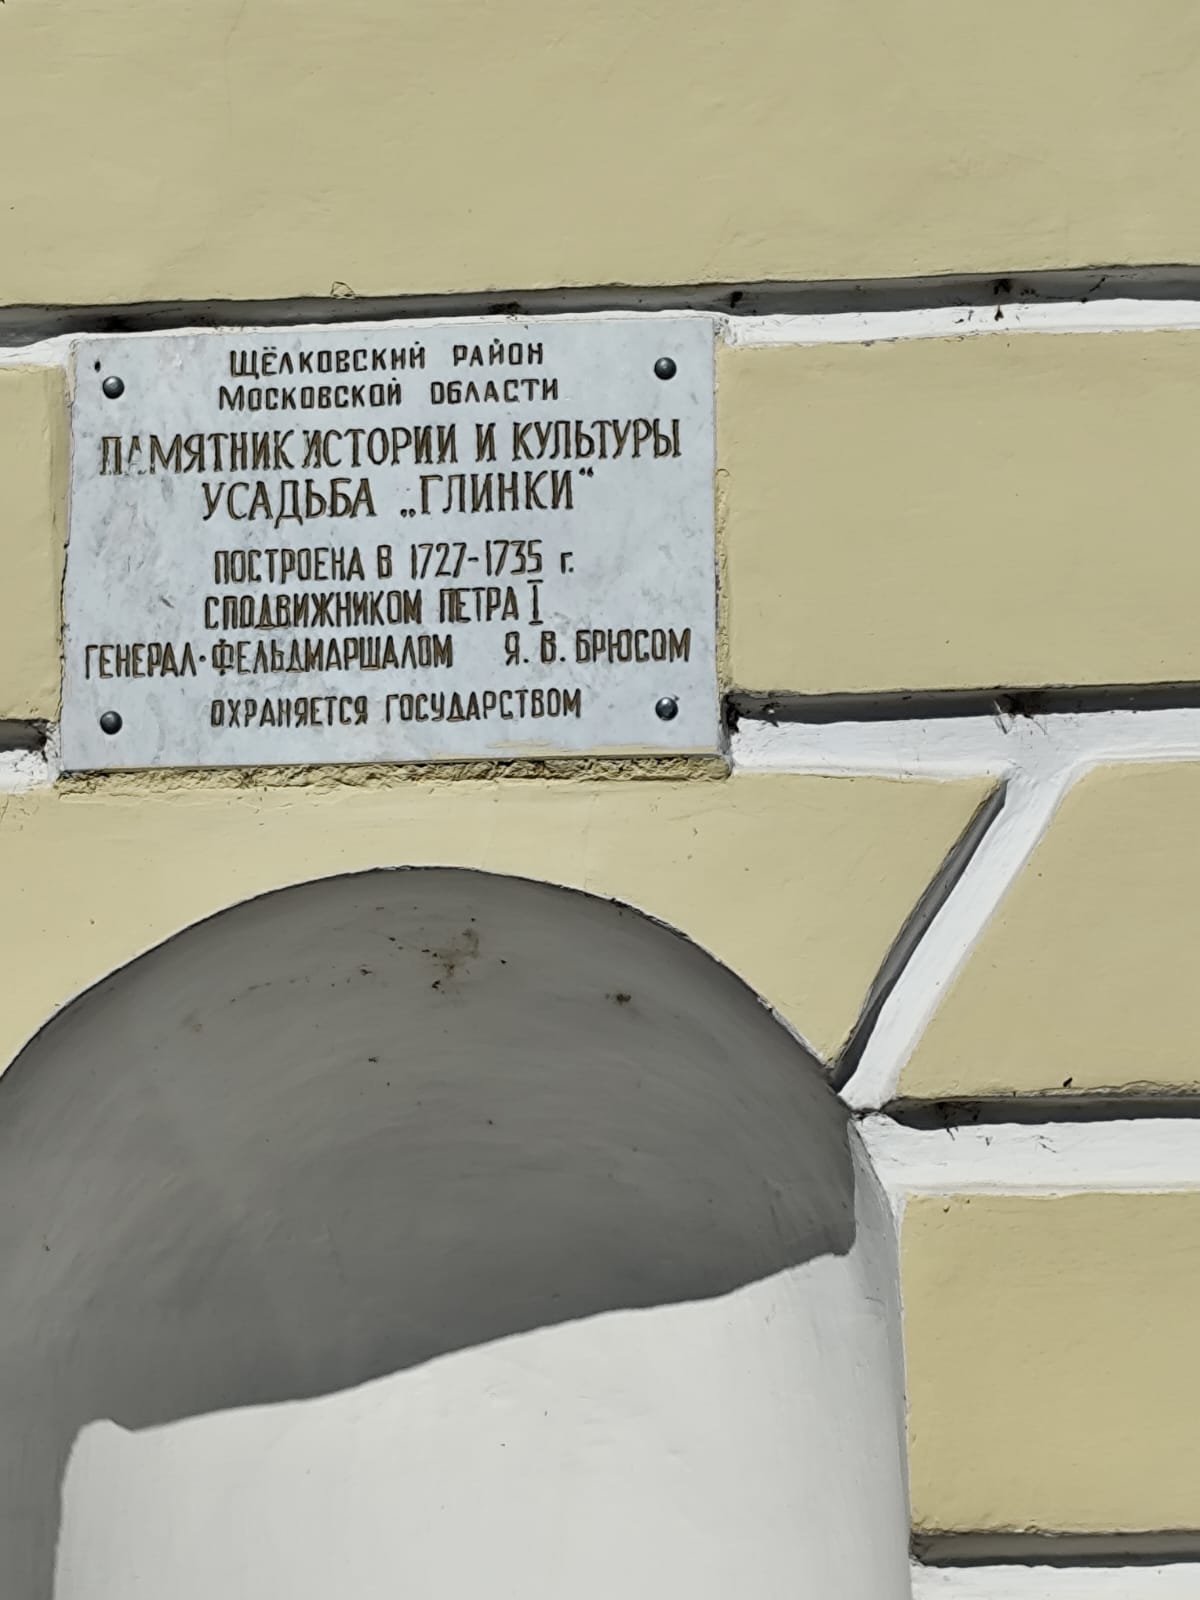 Щёлковский район
Московской области
ПАМЯТНИК ИСТОРИИ И КУЛЬТУРЫ
УСАДЬБА „ГЛИНКИ“
ПОСТРОЕНА В 1727-1735 г.
СПОДВИЖНИКОМ ПЕТРА I
ГЕНЕРАЛ-ФЕЛЬДМАРШАЛОМ Я. В. БРЮСОМ
ОХРАНЯЕТСЯ ГОСУДАРСТВОМ